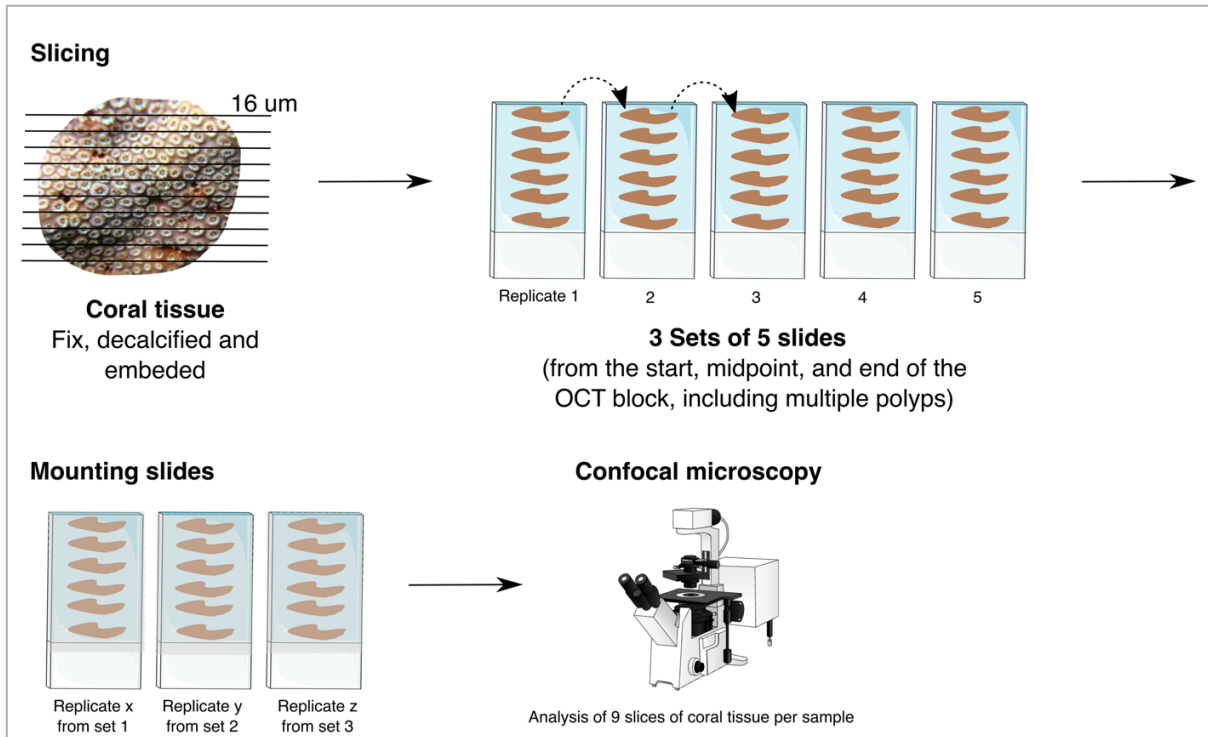 Slicing
16 um
Coral tissue
Fix, decalcified and
embeded
Replicate 1
2
3
4
5
3 Sets of 5 slides
(from the start, midpoint, and end of the
OCT block, including multiple polyps)
Mounting slides
Replicate x
from set 1
Replicate y
from set 2
Replicate z
from set 3
Confocal microscopy
Analysis of 9 slices of coral tissue per sample